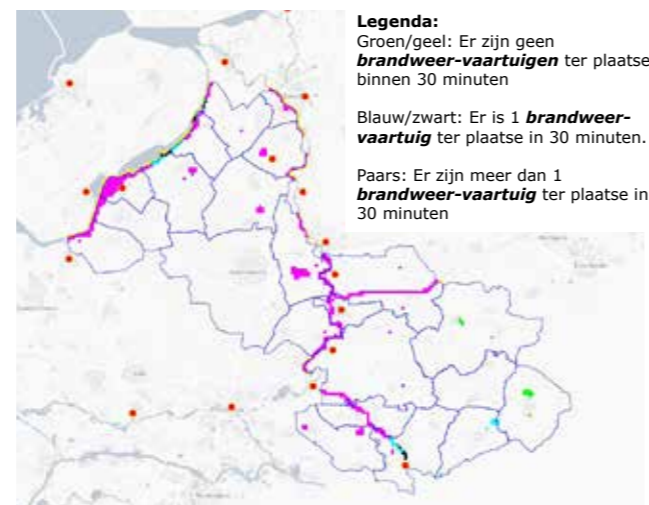 Legenda:
Groen/geel: Er zijn geen
brandweer-vaartuigen ter plaatse
binnen 30 minuten
Blauw/zwart: Er is 1 brandweer-
vaartuig ter plaatse in 30 minuten.
Paars: Er zijn meer dan 1
brandweer-vaartuig ter plaatse in
30 minuten